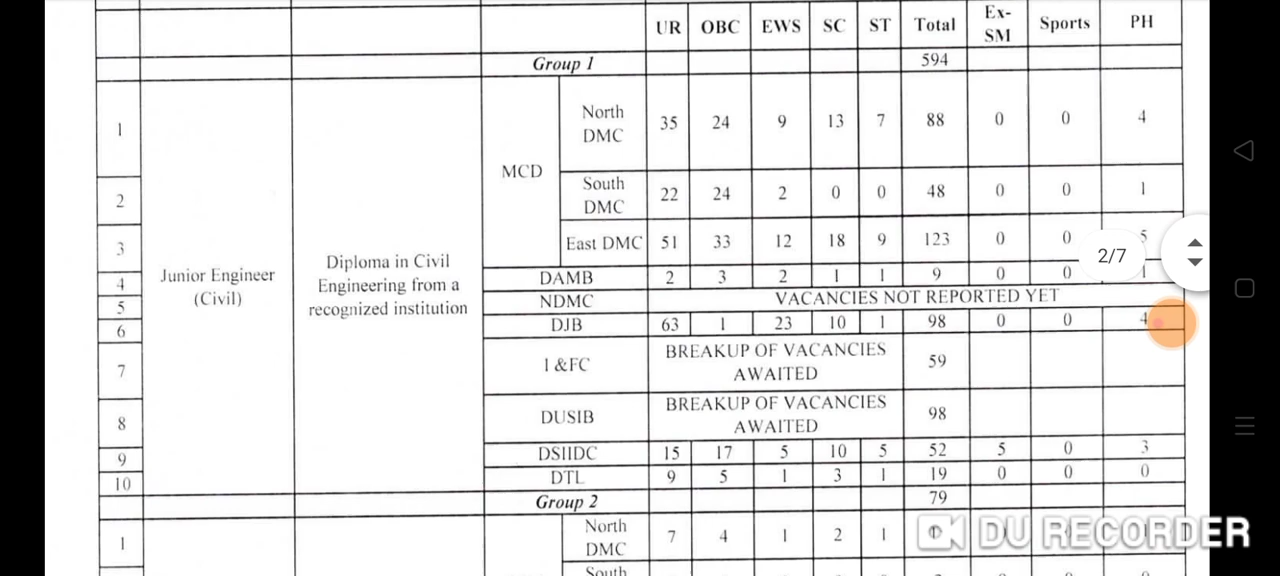 UR OBC EWS SC ST Total Ex-SM Sports PH
Group 1 594
1 Junior Engineer (Civil) Diploma in Civil Engineering from a recognized institution MCD North DMC 35 24 9 13 7 88 0 0 4
2 South DMC 22 24 2 0 0 48 0 0 1
3 East DMC 51 33 12 18 9 123 0 0 5
2/7
4 DAMB 2 3 2 1 1 9 0 0 1
5 NDMC VACANCIES NOT REPORTED YET
6 DJB 63 1 23 10 1 98 0 0 4
7 I &FC BREAKUP OF VACANCIES AWAITED 59
8 DUSIB BREAKUP OF VACANCIES AWAITED 98
9 DSIIDC 15 17 5 10 5 52 5 0 3
10 DTL 9 5 1 3 1 19 0 0 0
Group 2 79
1 North DMC 7 4 1 2 1
DU RECORDER
South